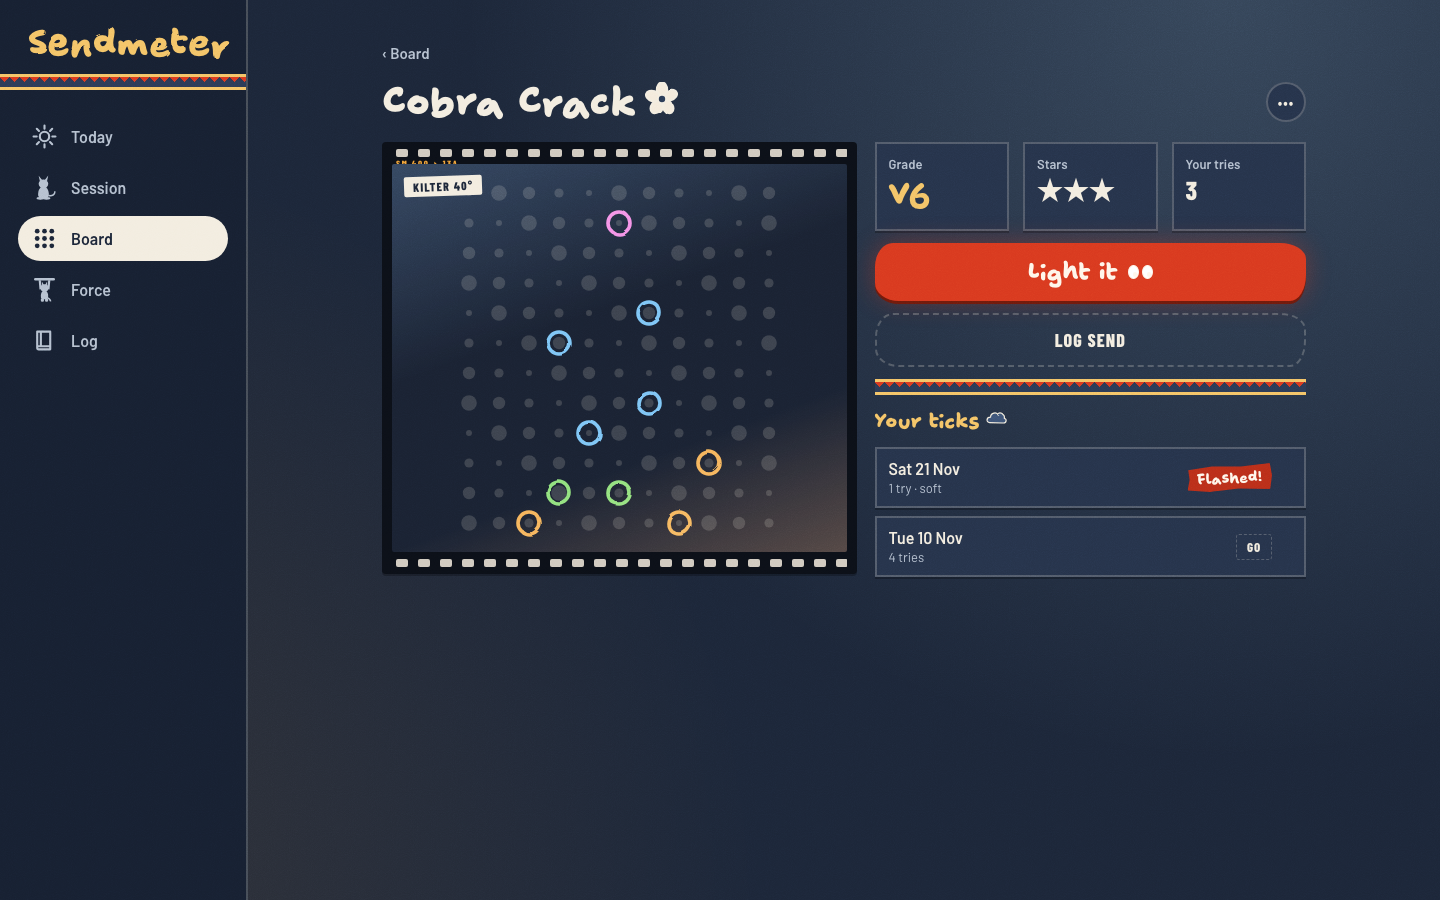 Sendmeter
Today
Session
Board
Force
Log
‹ Board
Cobra Crack
KILTER 40°
Grade
V6
Stars
★★★
Your tries
3
Light it
LOG SEND
Your ticks
Sat 21 Nov
1 try · soft
Flashed!
Tue 10 Nov
4 tries
GO